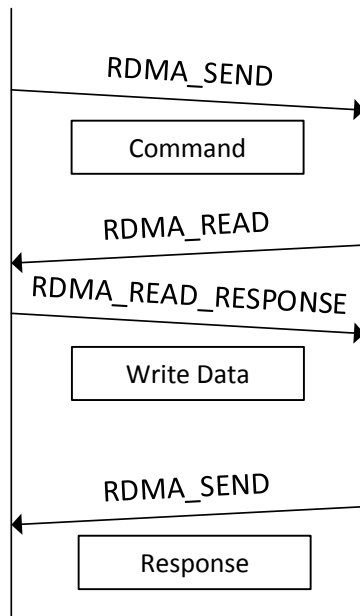 RDMA_SEND
Command
RDMA_READ
RDMA_READ_RESPONSE
Write Data
RDMA_SEND
Response